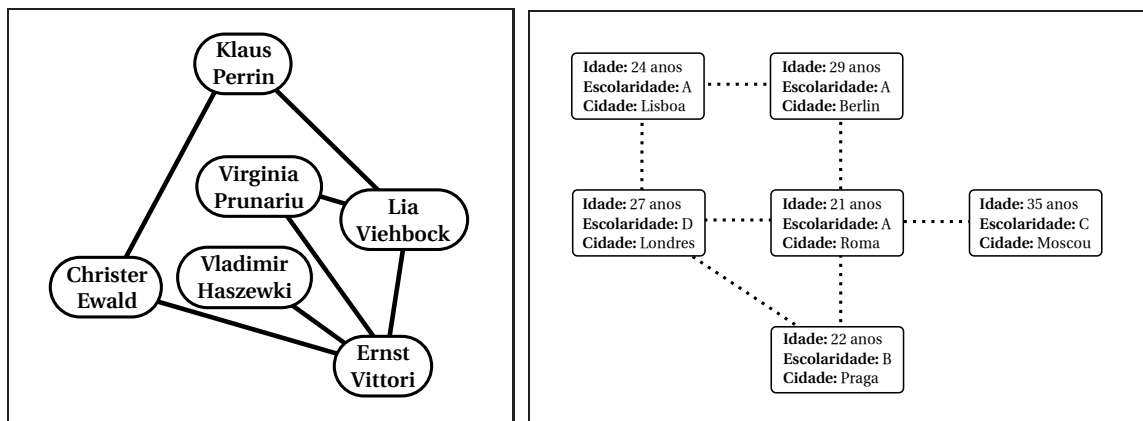 Klaus
Perrin
Virginia
Prunariu
Lia
Viehbock
Vladimir
Haszewki
Christer
Ewald
Ernst
Vittori
Idade: 24 anos
Escolaridade: A
Cidade: Lisboa
Idade: 29 anos
Escolaridade: A
Cidade: Berlin
Idade: 27 anos
Escolaridade: D
Cidade: Londres
Idade: 21 anos
Escolaridade: A
Cidade: Roma
Idade: 35 anos
Escolaridade: C
Cidade: Moscou
Idade: 22 anos
Escolaridade: B
Cidade: Praga